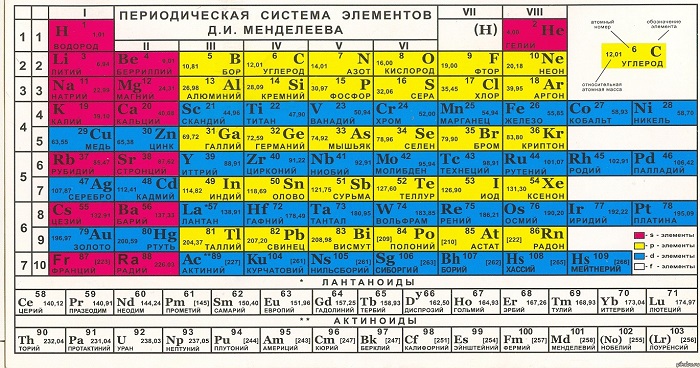 I ПЕРИОДИЧЕСКАЯ СИСТЕМА ЭЛЕМЕНТОВ VII VIII
Д.И. МЕНДЕЛЕЕВА
II III IV V VI
1 1 H 1 1,01 ВОДОРОД (H) 4,00 2 He ГЕЛИЙ
атомный номер обозначение элемента
12,01 6 C УГЛЕРОД
относительная атомная масса
2 2 Li 3 6,94 ЛИТИЙ Be 4 9,01 БЕРИЛЛИЙ 10,81 5 B БОР 12,01 6 C УГЛЕРОД 14,01 7 N АЗОТ 16,00 8 O КИСЛОРОД 19,00 9 F ФТОР 20,18 10 Ne НЕОН
3 3 Na 11 НАТРИЙ Mg 12 24,31 МАГНИЙ 26,98 13 Al АЛЮМИНИЙ 28,09 14 Si КРЕМНИЙ 30,97 15 P ФОСФОР 32,06 16 S СЕРА 35,45 17 Cl ХЛОР 39,95 18 Ar АРГОН
4 4 K 19 39,10 КАЛИЙ Ca 20 40,08 КАЛЬЦИЙ Sc 21 44,96 СКАНДИЙ Ti 22 47,90 ТИТАН V 23 50,94 ВАНАДИЙ Cr 24 52,00 ХРОМ Mn 25 54,94 МАРГАНЕЦ Fe 26 55,85 ЖЕЛЕЗО Co 27 58,93 КОБАЛЬТ Ni 28 58,70 НИКЕЛЬ
5 63,55 29 Cu МЕДЬ 65,38 30 Zn ЦИНК 69,72 31 Ga ГАЛЛИЙ 72,59 32 Ge ГЕРМАНИЙ 74,92 33 As МЫШЬЯК 78,96 34 Se СЕЛЕН 79,90 35 Br БРОМ 83,80 36 Kr КРИПТОН
5 6 Rb 37 85,47 РУБИДИЙ Sr 38 87,62 СТРОНЦИЙ Y 39 88,91 ИТТРИЙ Zr 40 91,22 ЦИРКОНИЙ Nb 41 92,91 НИОБИЙ Mo 42 95,94 МОЛИБДЕН Tc 43 98,91 ТЕХНЕЦИЙ Ru 44 101,07 РУТЕНИЙ Rh 45 102,91 РОДИЙ Pd 46 106,4 ПАЛЛАДИЙ
7 107,87 47 Ag СЕРЕБРО 112,41 48 Cd КАДМИЙ 114,82 49 In ИНДИЙ 118,69 50 Sn ОЛОВО 121,75 51 Sb СУРЬМА 127,60 52 Te ТЕЛЛУР 126,90 53 I ИОД 131,30 54 Xe КСЕНОН
6 8 Cs 55 132,91 ЦЕЗИЙ Ba 56 137,33 БАРИЙ La* 57 138,91 ЛАНТАН Hf 72 178,49 ГАФНИЙ Ta 73 180,95 ТАНТАЛ W 74 183,85 ВОЛЬФРАМ Re 75 186,21 РЕНИЙ Os 76 190,20 ОСМИЙ Ir 77 192,22 ИРИДИЙ Pt 78 195,09 ПЛАТИНА
9 196,97 79 Au ЗОЛОТО 200,59 80 Hg РТУТЬ 204,37 81 Tl ТАЛЛИЙ 207,20 82 Pb СВИНЕЦ 208,98 83 Bi ВИСМУТ [209] 84 Po ПОЛОНИЙ [210] 85 At АСТАТ [222] 86 Rn РАДОН
7 10 Fr 87 [223] ФРАНЦИЙ Ra 88 226,03 РАДИЙ Ac** 89 [227] АКТИНИЙ Ku 104 [261] КУРЧАТОВИЙ Ns 105 [261] НИЛЬСБОРИЙ Sg 106 [263] СИБОРГИЙ Bh 107 [262] БОРИЙ Hs 108 [265] ХАССИЙ Hs 109 [266] МЕЙТНЕРИЙ
s - элементы
p - элементы
d - элементы
f - элементы
* ЛАНТАНОИДЫ
Ce 58 140,12 ЦЕРИЙ Pr 59 140,91 ПРАЗЕОДИМ Nd 60 144,24 НЕОДИМ Pm 61 [145] ПРОМЕТИЙ Sm 62 150,40 САМАРИЙ Eu 63 151,96 ЕВРОПИЙ Gd 64 157,25 ГАДОЛИНИЙ Tb 65 158,93 ТЕРБИЙ Dy 66 162,50 ДИСПРОЗИЙ Ho 67 164,93 ГОЛЬМИЙ Er 68 167,26 ЭРБИЙ Tm 69 168,93 ТУЛИЙ Yb 70 173,04 ИТТЕРБИЙ Lu 71 174,97 ЛЮТЕЦИЙ
** АКТИНОИДЫ
Th 90 232,04 ТОРИЙ Pa 91 231,04 ПРОТАКТИНИЙ U 92 238,03 УРАН Np 93 237,05 НЕПТУНИЙ Pu 94 [244] ПЛУТОНИЙ Am 95 [243] АМЕРИЦИЙ Cm 96 [247] КЮРИЙ Bk 97 [247] БЕРКЛИЙ Cf 98 [251] КАЛИФОРНИЙ Es 99 [254] ЭЙНШТЕЙНИЙ Fm 100 [257] ФЕРМИЙ Md 101 [258] МЕНДЕЛЕВИЙ (No) 102 [255] НОБЕЛИЙ (Lr) 103 [256] ЛОУРЕНСИЙ
pikabu.ru